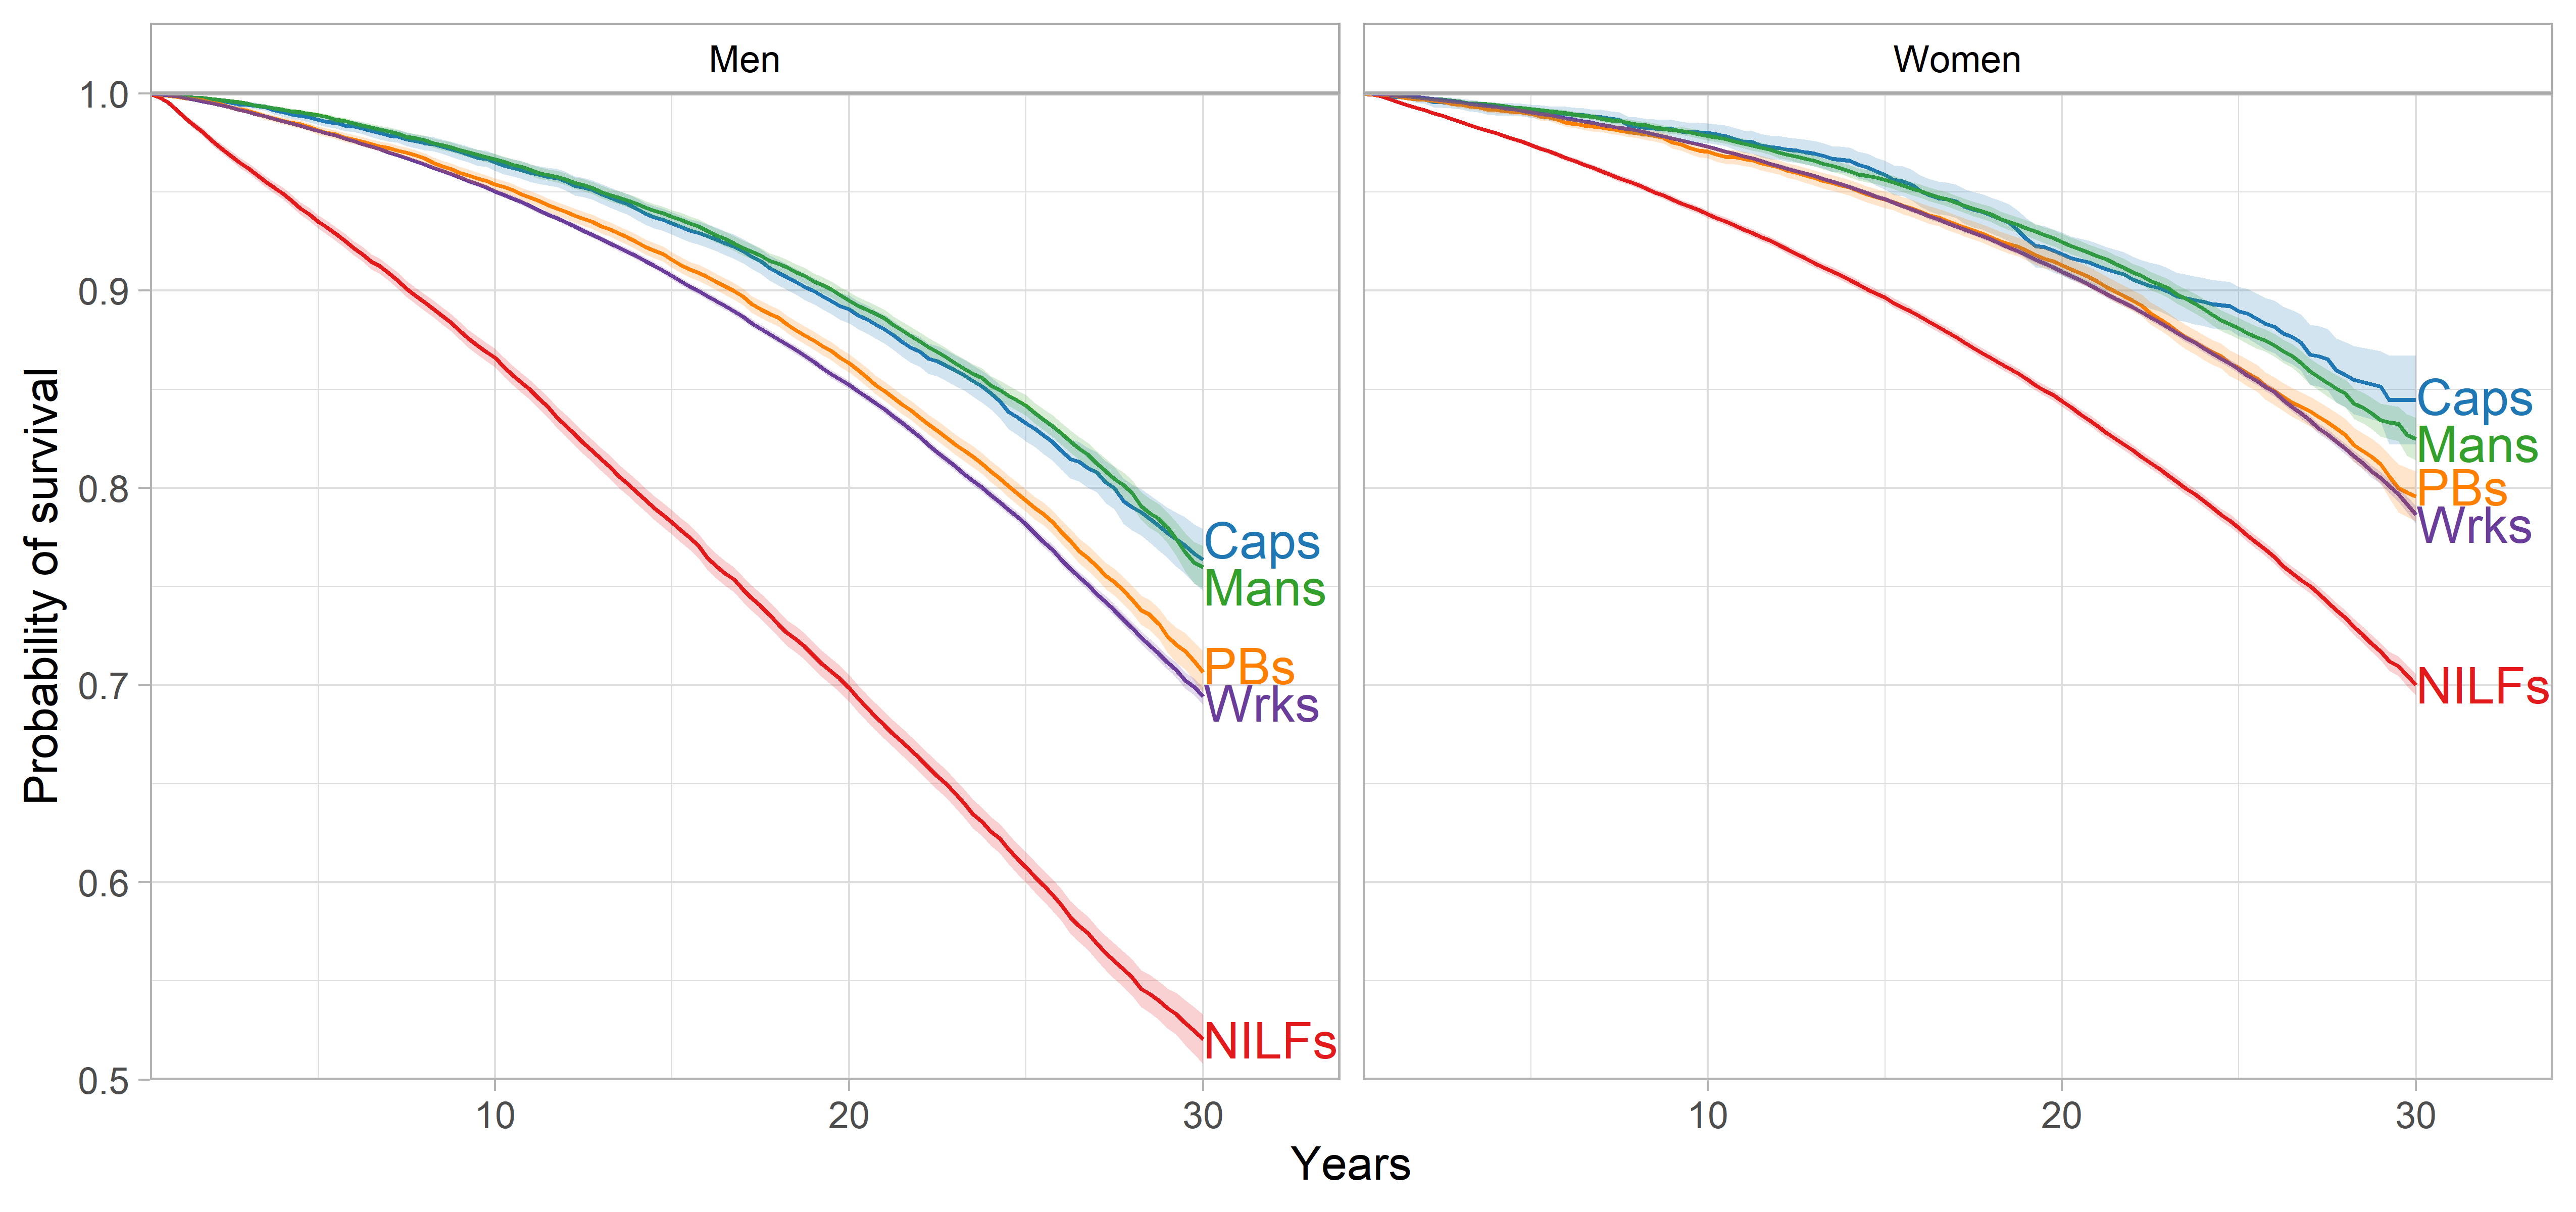 Men
Women
Probability of survival
1.0
0.9
0.8
0.7
0.6
0.5
Caps
Mans
PBs
Wrks
NILFs
Caps
Mans
PBs
Wrks
NILFs
10 20 30
10 20 30
Years